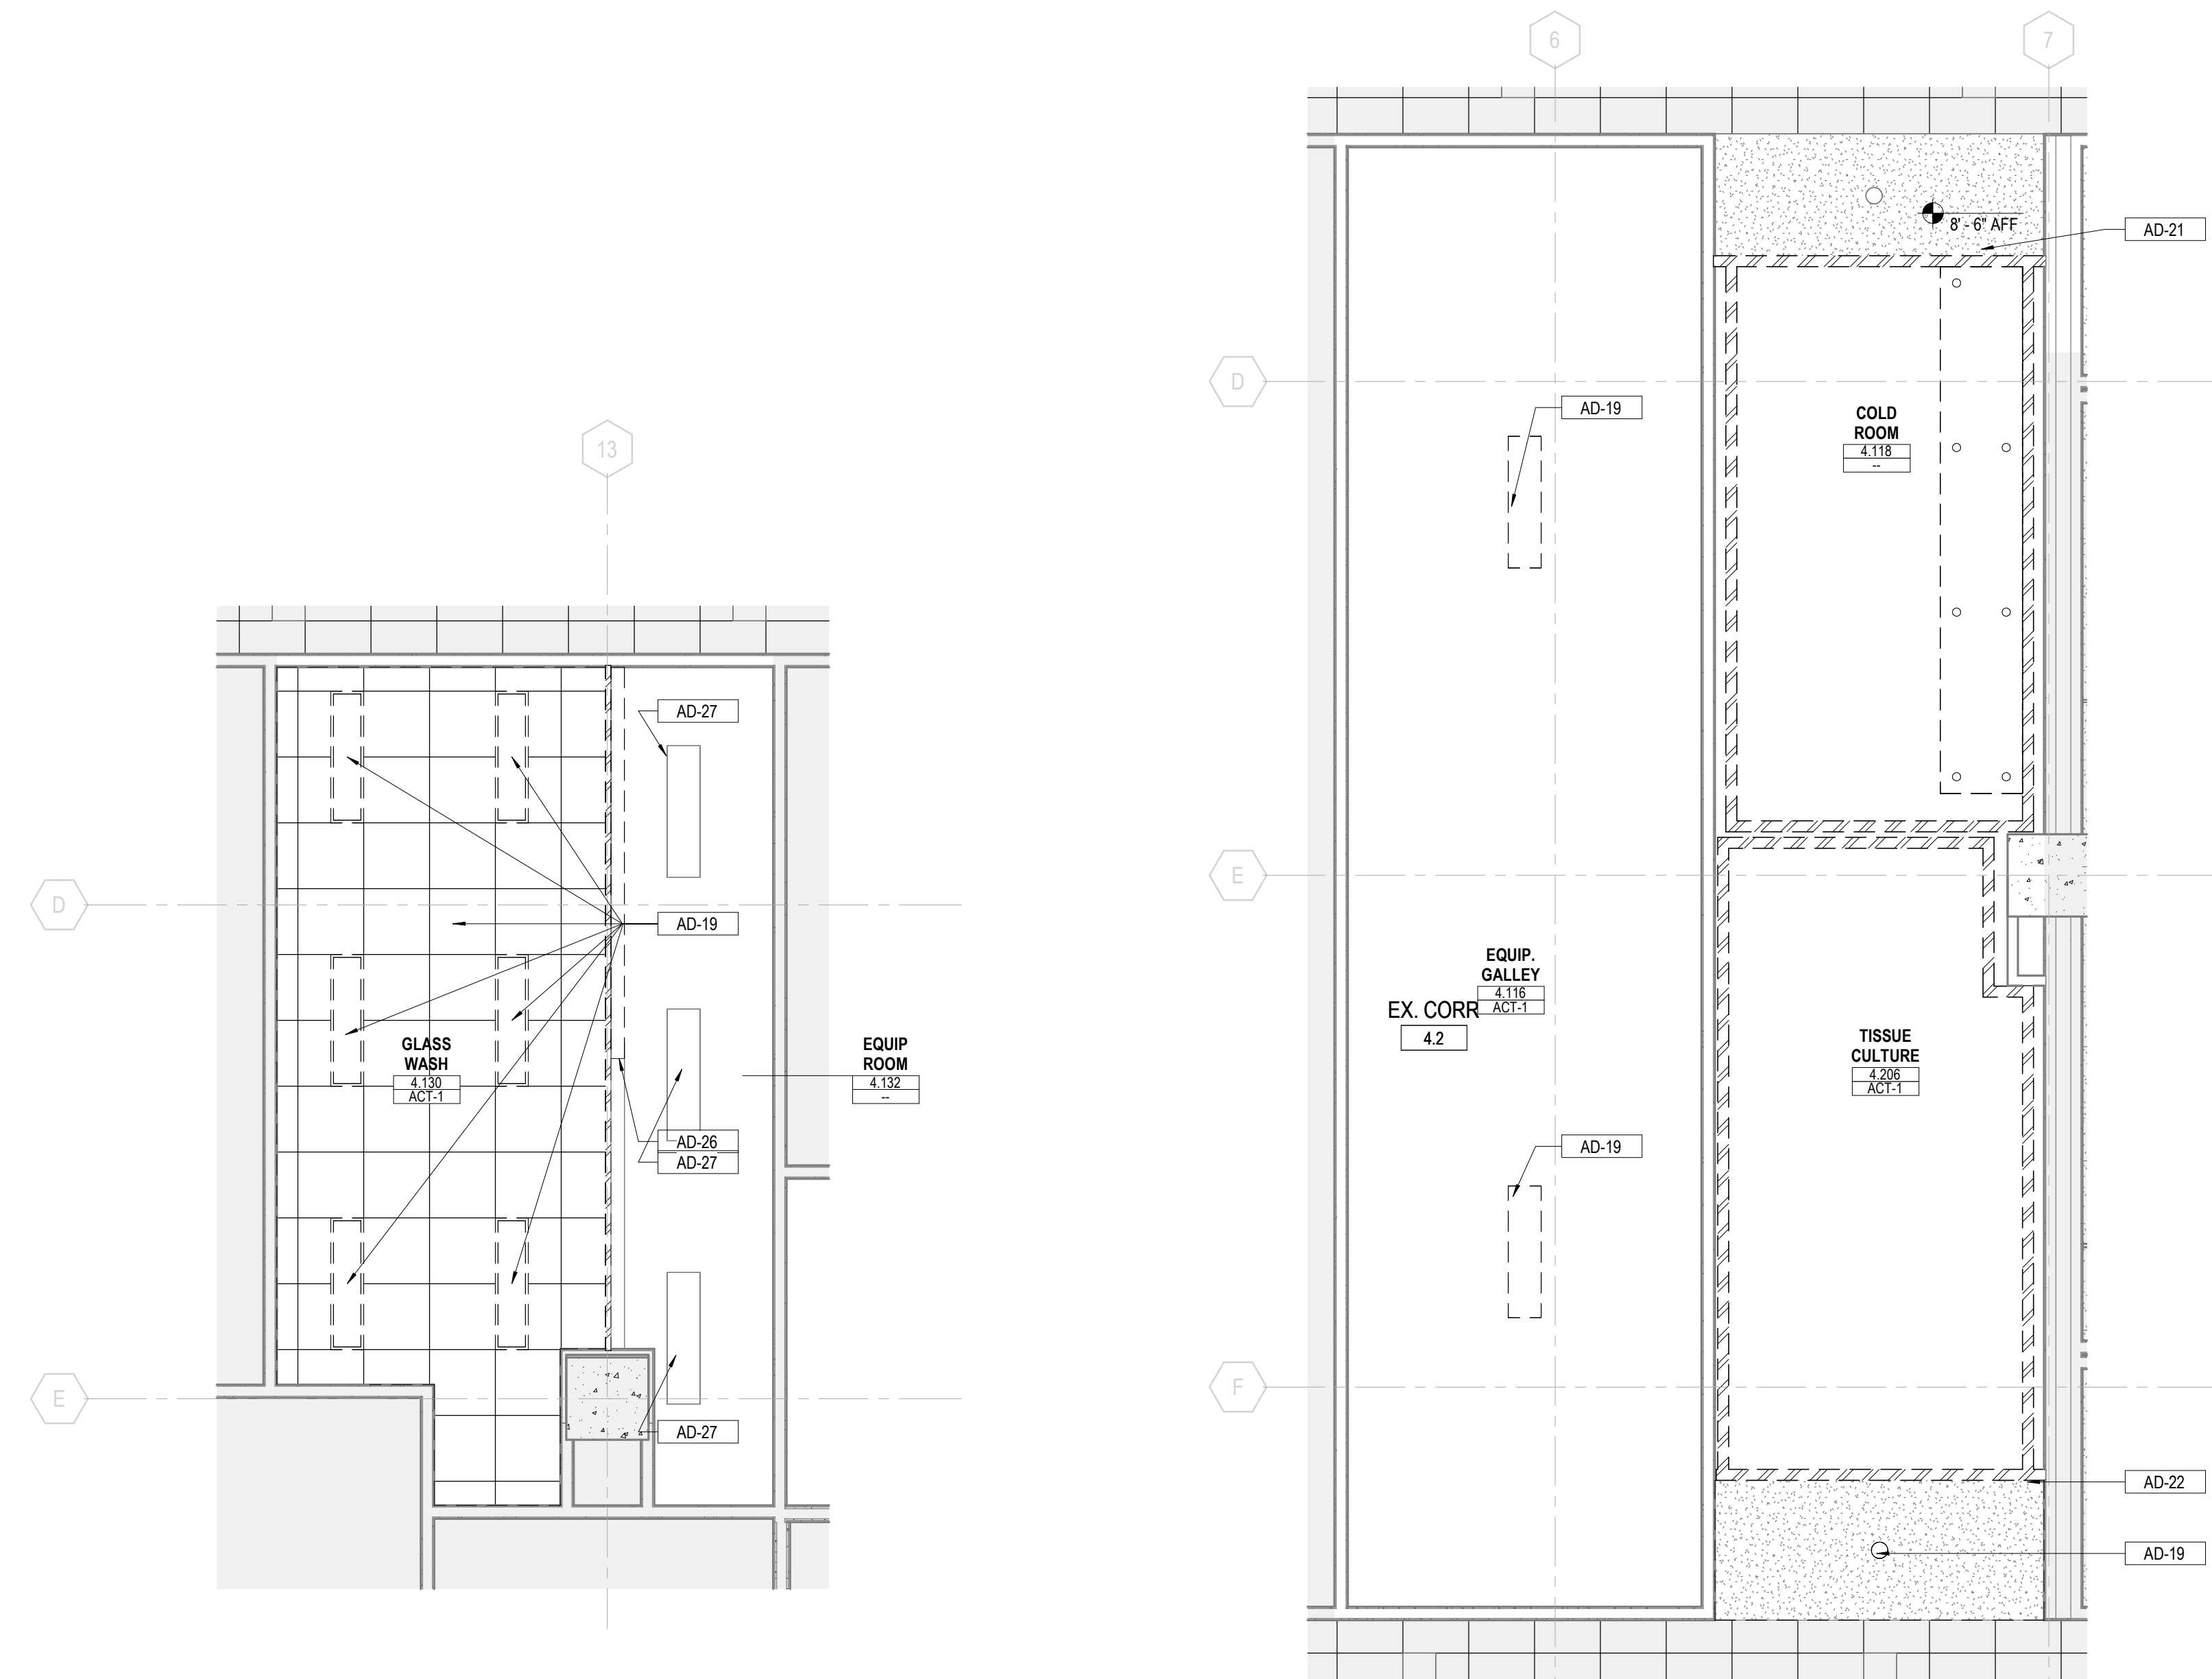 13
D
E
AD-27
AD-19
GLASS
WASH
4.130
ACT-1
EQUIP
ROOM
4.132
--
AD-26
AD-27
AD-27
6
7
D
E
F
8' - 6" AFF
AD-21
AD-19
COLD
ROOM
4.118
--
EQUIP.
GALLEY
4.116
ACT-1
EX. CORR
4.2
TISSUE
CULTURE
4.206
ACT-1
AD-19
AD-22
AD-19